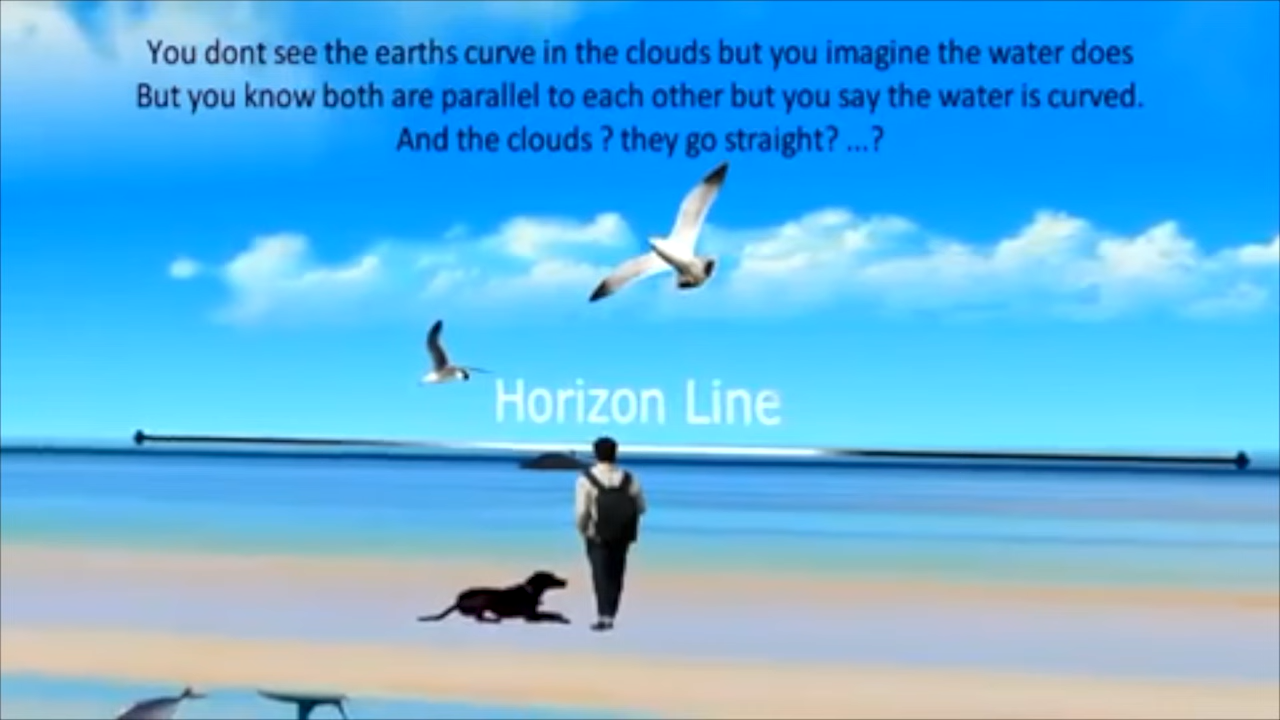 You dont see the earths curve in the clouds but you imagine the water does
But you know both are parallel to each other but you say the water is curved.
And the clouds ? they go straight? ...?
Horizon Line